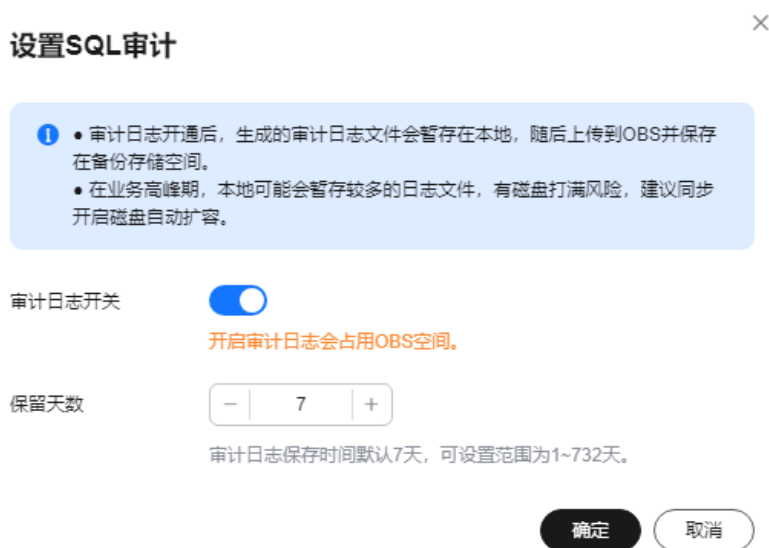 设置SQL审计
● 审计日志开通后，生成的审计日志文件会暂存在本地，随后上传到OBS并保存
在备份存储空间。
● 在业务高峰期，本地可能会暂存较多的日志文件，有磁盘打满风险，建议同步
开启磁盘自动扩容。
审计日志开关
开启审计日志会占用OBS空间。
保留天数
− 7 +
审计日志保存时间默认7天，可设置范围为1~732天。
确定 取消